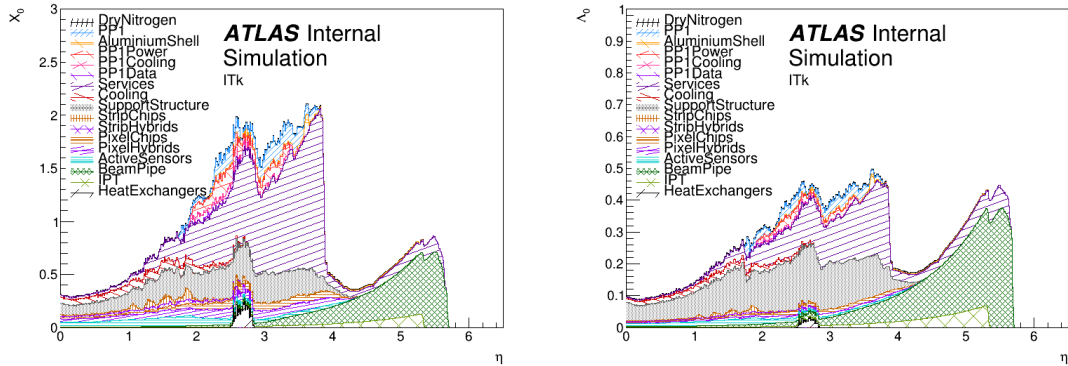 X₀
3
2.5
2
1.5
1
0.5
0
0
1
2
3
4
5
6
η
DryNitrogen
PP1
AluminiumShell
PP1Power
PP1Cooling
PP1Data
Services
Cooling
SupportStructure
StripChips
StripHybrids
PixelChips
PixelHybrids
ActiveSensors
BeamPipe
IPT
HeatExchangers
ATLAS Internal
Simulation
ITk
Λ₀
1
0.9
0.8
0.7
0.6
0.5
0.4
0.3
0.2
0.1
0
0
1
2
3
4
5
6
η
DryNitrogen
PP1
AluminiumShell
PP1Power
PP1Cooling
PP1Data
Services
Cooling
SupportStructure
StripChips
StripHybrids
PixelChips
PixelHybrids
ActiveSensors
BeamPipe
IPT
HeatExchangers
ATLAS Internal
Simulation
ITk